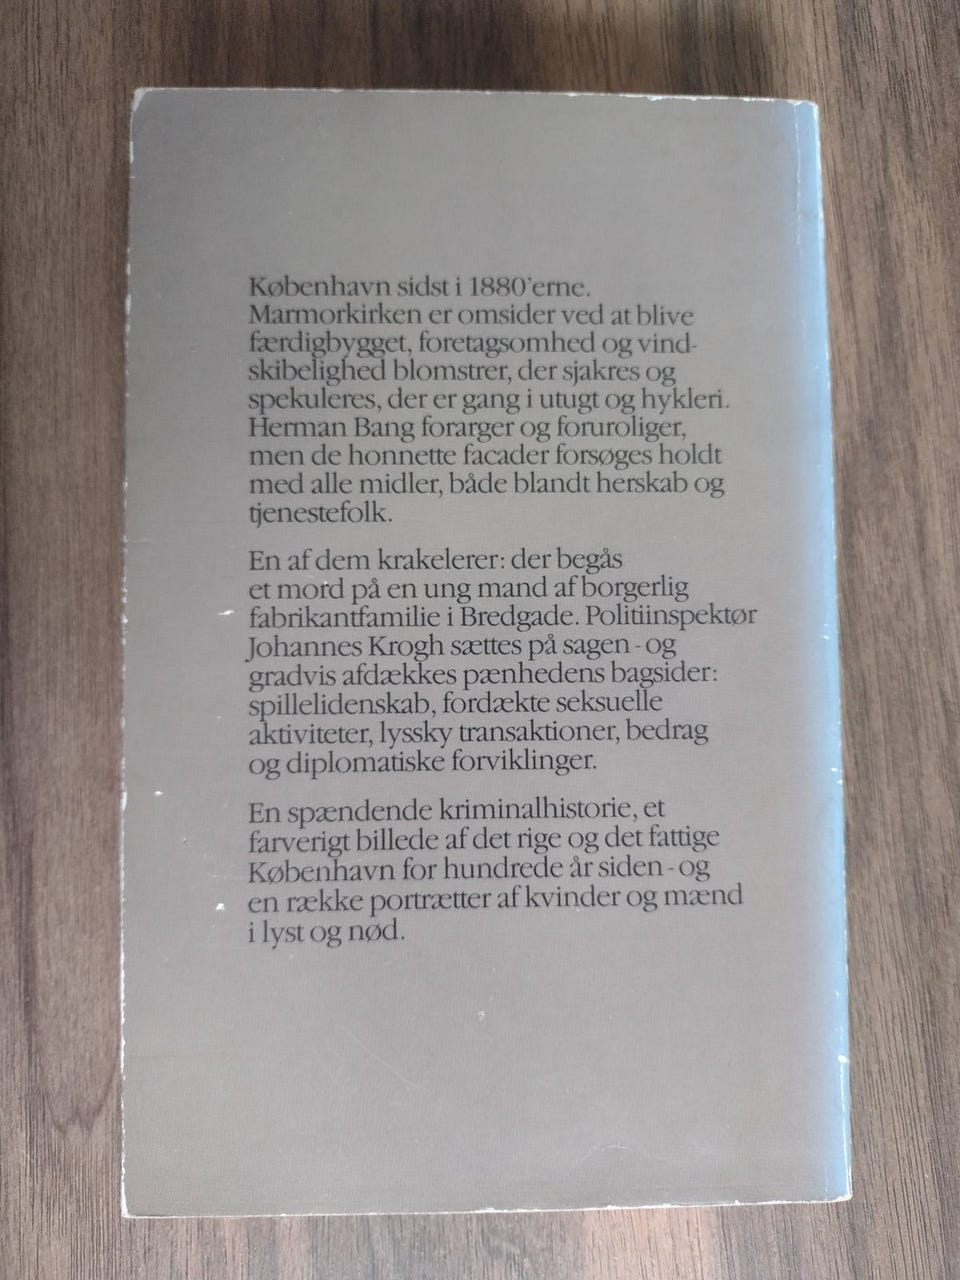 København sidst i 1880'erne.
Marmorkirken er omsider ved at blive
færdigbygget, foretagsomhed og vind-
skibelighed blomstrer, der sjakres og
spekuleres, der er gang i utugt og hykleri.
Herman Bang forarger og foruroliger,
men de honnette facader forsøges holdt
med alle midler, både blandt herskab og
tjenestefolk.
En af dem krakelerer: der begås
et mord på en ung mand af borgerlig
fabrikantfamilie i Bredgade. Politiinspektør
Johannes Krogh sættes på sagen - og
gradvis afdækkes pænhedens bagsider:
spillelidenskab, fordækte seksuelle
aktiviteter, lyssky transaktioner, bedrag
og diplomatiske forviklinger.
En spændende kriminalhistorie, et
farverigt billede af det rige og det fattige
København for hundrede år siden - og
en række portrætter af kvinder og mænd
i lyst og nød.